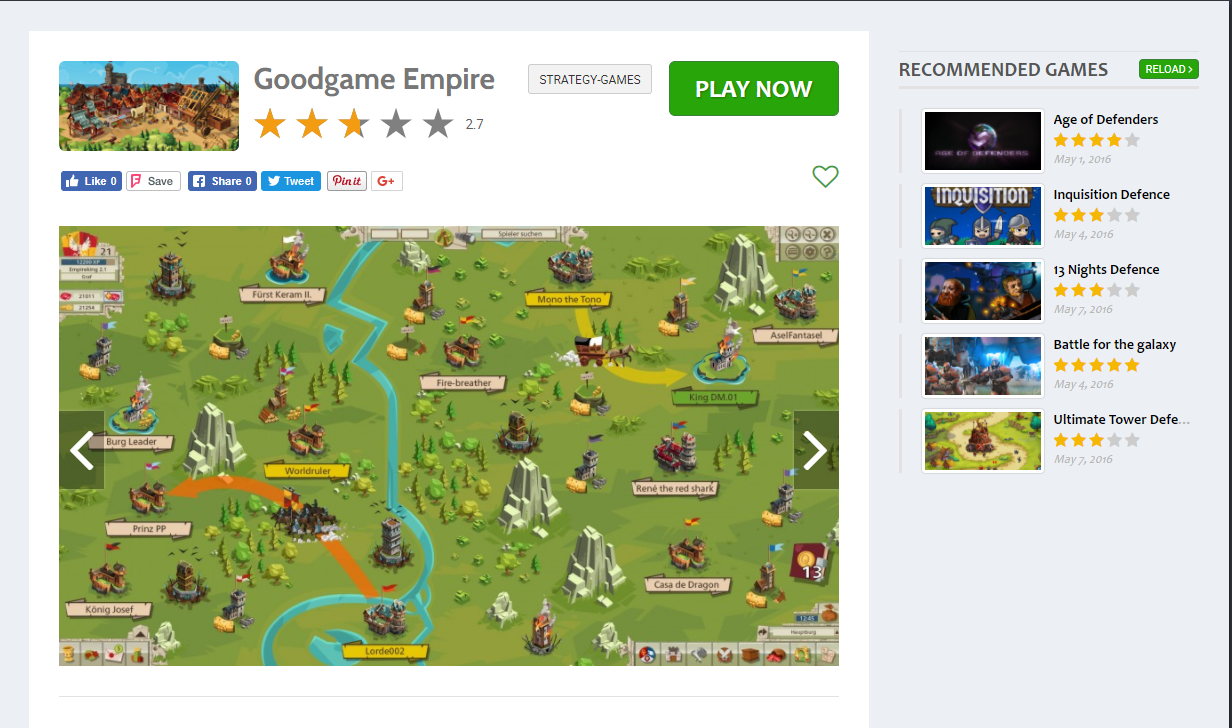 Goodgame Empire
STRATEGY-GAMES
PLAY NOW
2.7
Like 0
Save
Share 0
Tweet
Pin it
G+
21
12200 XP
Empireking 2.1
Graf
21011
21254
Spieler suchen
Fürst Keram II.
Mono the Tono
AselFantasel
Fire-breather
King DM.01
Burg Leader
Worldruler
René the red shark
Prinz PP
13
Casa de Dragon
König Josef
12:45
Hauptburg
Lorde002
RECOMMENDED GAMES
RELOAD >
AGE OF DEFENDERS
Age of Defenders
May 1, 2016
INQUISITION
Inquisition Defence
May 4, 2016
13 Nights Defence
May 7, 2016
Battle for the galaxy
May 4, 2016
Ultimate Tower Defe...
May 7, 2016